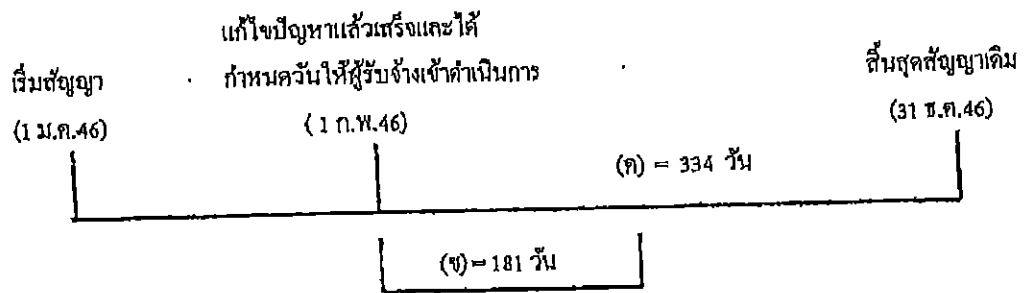 แก้ไขปัญหาแล้วเสร็จและได้
เริ่มสัญญา กำหนดวันให้ผู้รับจ้างเข้าดำเนินการ สิ้นสุดสัญญาเดิม
(1 ม.ค.46) (1 ก.พ.46) (31 ธ.ค.46)
(ค) = 334 วัน
(ข) = 181 วัน